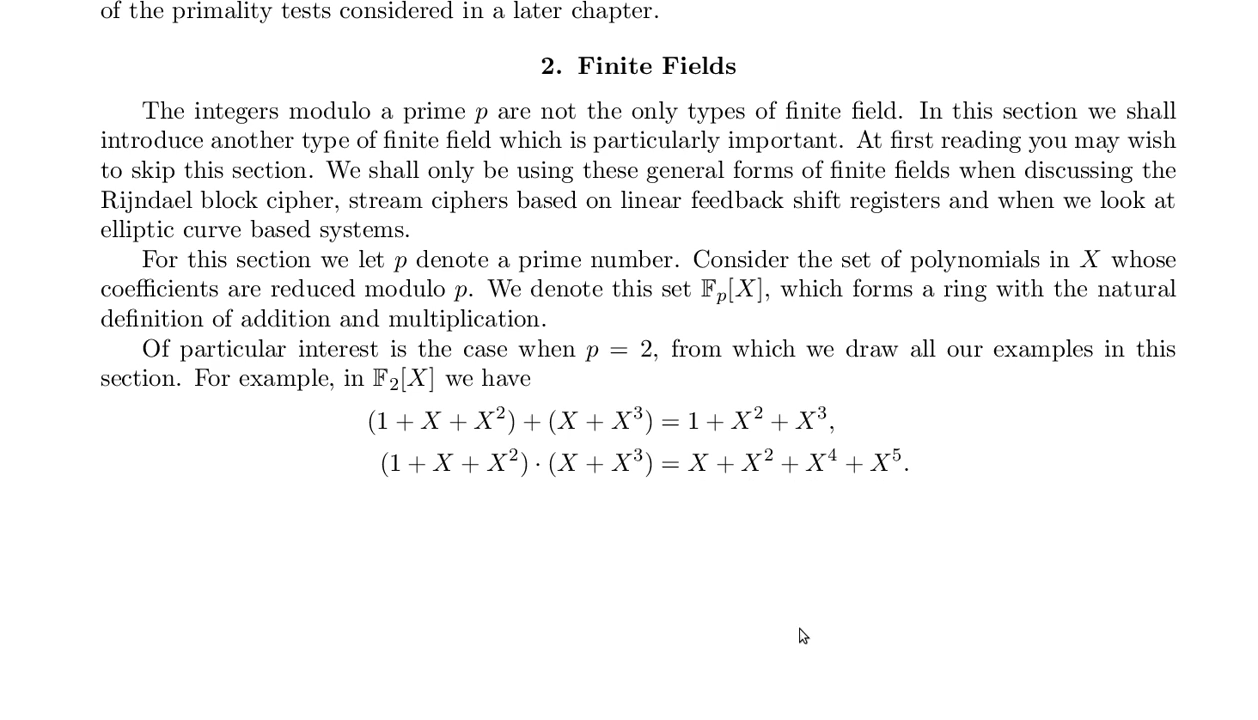 of the primality tests considered in a later chapter.
2. Finite Fields
The integers modulo a prime p are not the only types of finite field. In this section we shall
introduce another type of finite field which is particularly important. At first reading you may wish
to skip this section. We shall only be using these general forms of finite fields when discussing the
Rijndael block cipher, stream ciphers based on linear feedback shift registers and when we look at
elliptic curve based systems.
For this section we let p denote a prime number. Consider the set of polynomials in X whose
coefficients are reduced modulo p. We denote this set 𝔽ₚ[X], which forms a ring with the natural
definition of addition and multiplication.
Of particular interest is the case when p = 2, from which we draw all our examples in this
section. For example, in 𝔽₂[X] we have
(1 + X + X²) + (X + X³) = 1 + X² + X³,
(1 + X + X²) · (X + X³) = X + X² + X⁴ + X⁵.